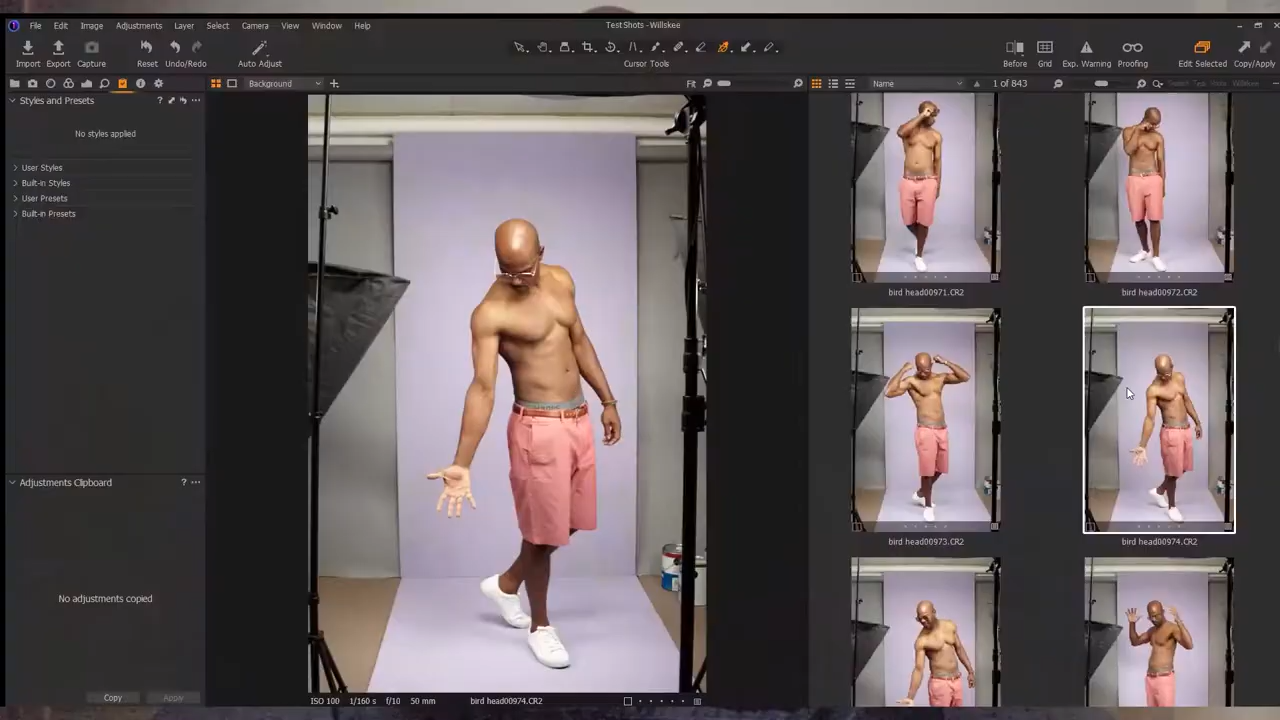 File Edit Image Adjustments Layer Select Camera View Window Help
TestShots - Willskee
Import Export Capture
Reset Undo/Redo
Auto Adjust
Cursor Tools
Before Grid Exp. Warning Proofing
Edit Selected Copy/Apply
Background
Fit
Name
1 of 843
Styles and Presets
? 
No styles applied
User Styles
Built-in Styles
User Presets
Built-in Presets
bird head00971.CR2
bird head00972.CR2
bird head00973.CR2
bird head00974.CR2
Adjustments Clipboard
?
No adjustments copied
Copy
Apply
ISO 100 1/160 s f/10 50 mm
bird head00974.CR2